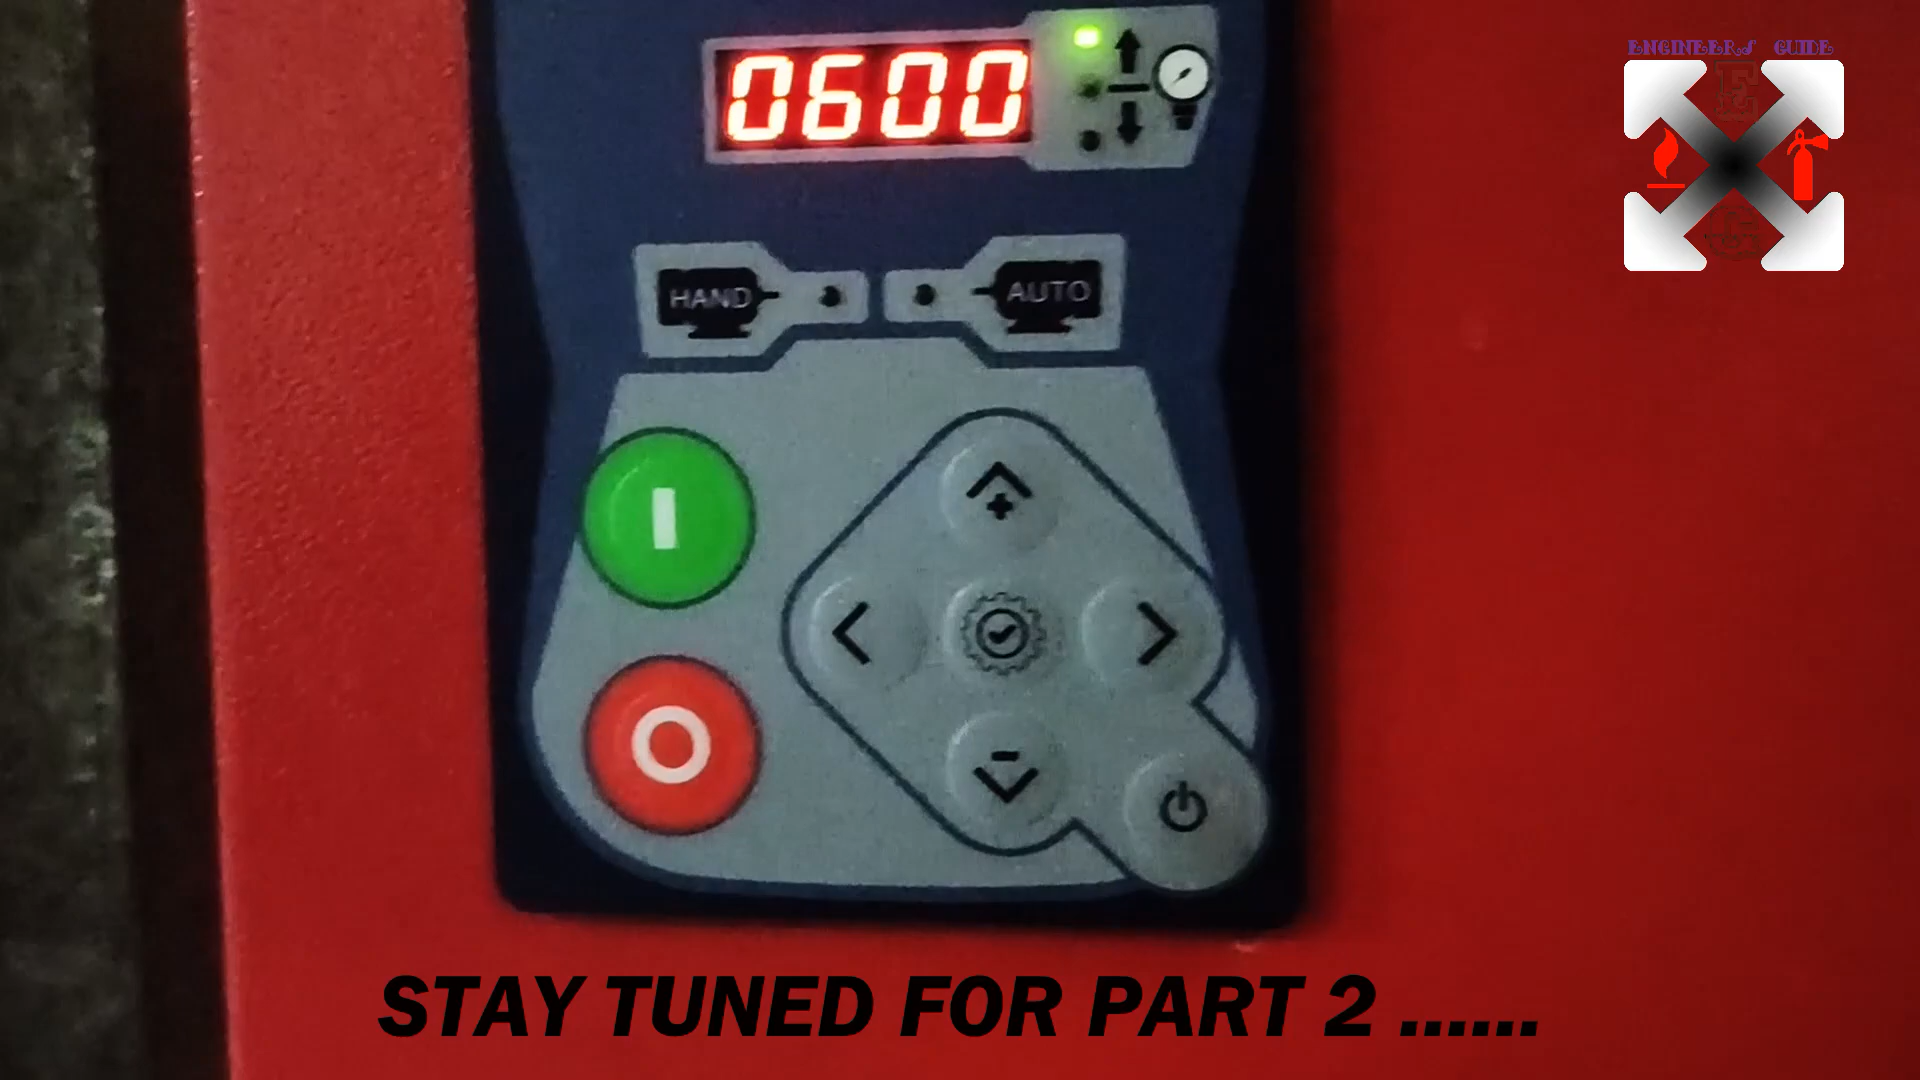 ENGINEERS GUIDE
E
G
0600
HAND
AUTO
STAY TUNED FOR PART 2 ......